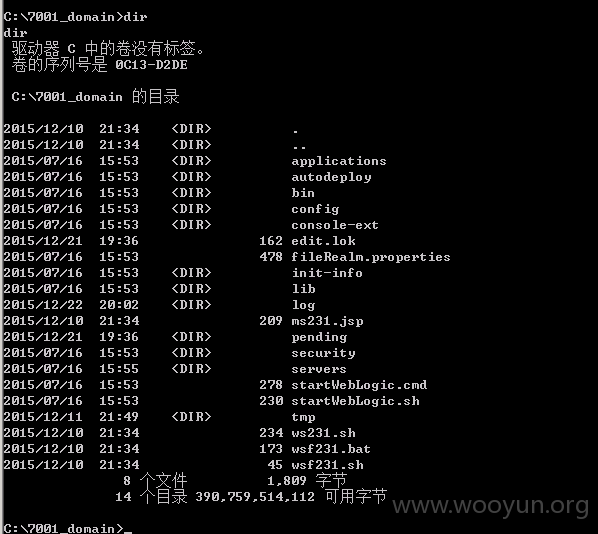 C:\7001_domain>dir
dir
 驱动器 C 中的卷没有标签。
 卷的序列号是 0C13-D2DE

 C:\7001_domain 的目录

2015/12/10  21:34    <DIR>          .
2015/12/10  21:34    <DIR>          ..
2015/07/16  15:53    <DIR>          applications
2015/07/16  15:53    <DIR>          autodeploy
2015/07/16  15:53    <DIR>          bin
2015/07/16  15:53    <DIR>          config
2015/07/16  15:53    <DIR>          console-ext
2015/12/21  19:36               162 edit.lok
2015/07/16  15:53               478 fileRealm.properties
2015/07/16  15:53    <DIR>          init-info
2015/07/16  15:53    <DIR>          lib
2015/12/22  20:02    <DIR>          log
2015/12/10  21:34               209 ms231.jsp
2015/12/21  19:36    <DIR>          pending
2015/07/16  15:53    <DIR>          security
2015/07/16  15:55    <DIR>          servers
2015/07/16  15:53               278 startWebLogic.cmd
2015/07/16  15:53               230 startWebLogic.sh
2015/12/11  21:49    <DIR>          tmp
2015/12/10  21:34               234 ws231.sh
2015/12/10  21:34               173 wsf231.bat
2015/12/10  21:34                45 wsf231.sh
               8 个文件          1,809 字节
              14 个目录 390,759,514,112 可用字节
www.wooyun.org
C:\7001_domain>_